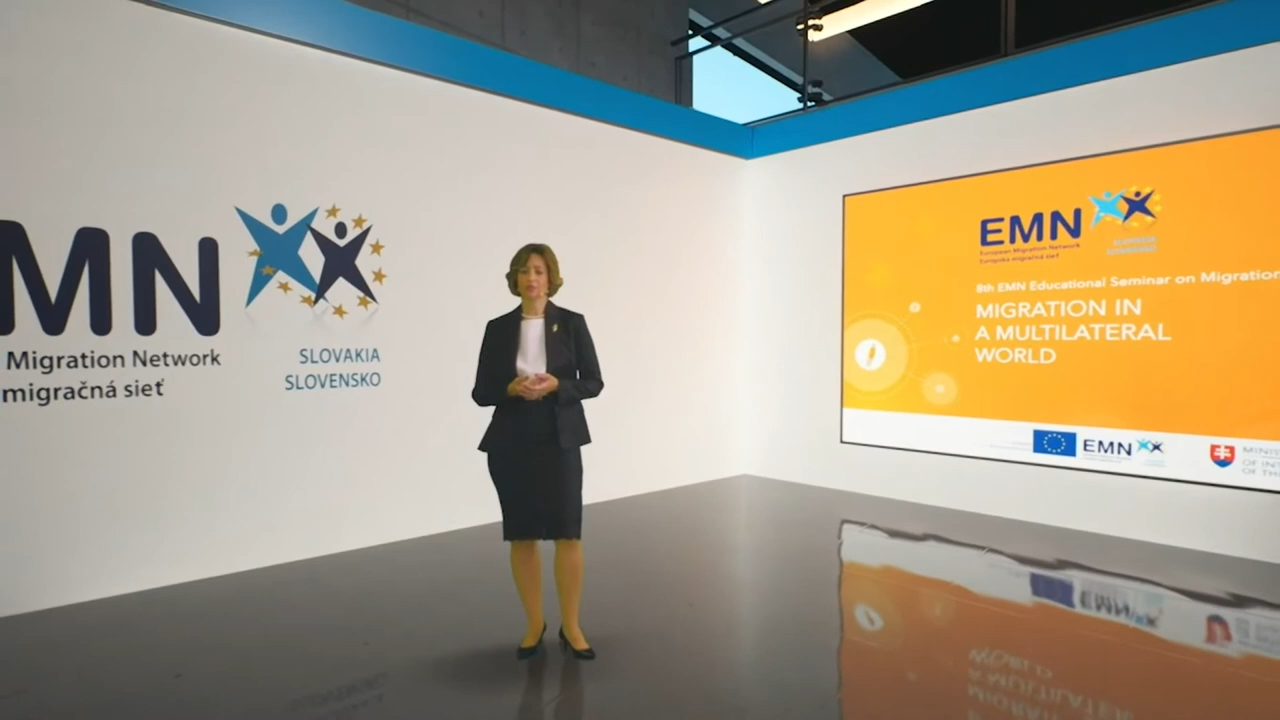 MN
Migration Network
migračná sieť
SLOVAKIA
SLOVENSKO
EMN
European Migration Network
Európska migračná sieť
8th EMN Educational Seminar on Migration
MIGRATION IN
A MULTILATERAL
WORLD
EMN